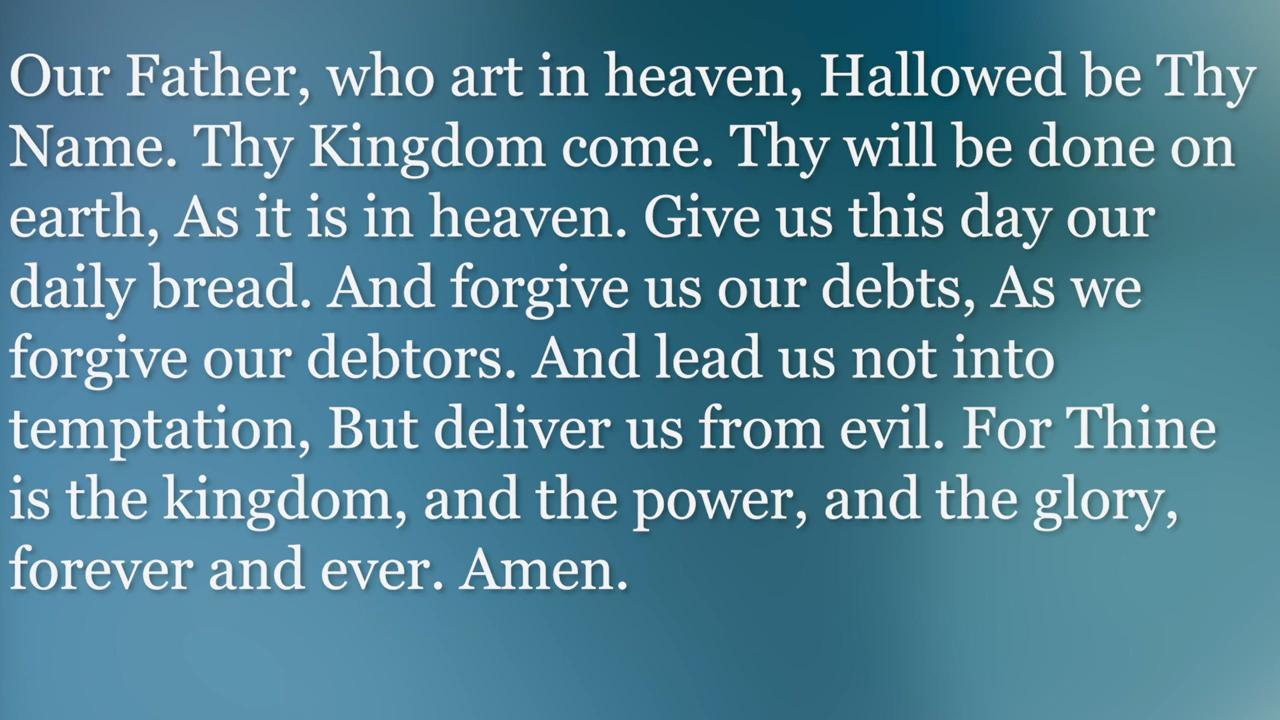 Our Father, who art in heaven, Hallowed be Thy
Name. Thy Kingdom come. Thy will be done on
earth, As it is in heaven. Give us this day our
daily bread. And forgive us our debts, As we
forgive our debtors. And lead us not into
temptation, But deliver us from evil. For Thine
is the kingdom, and the power, and the glory,
forever and ever. Amen.